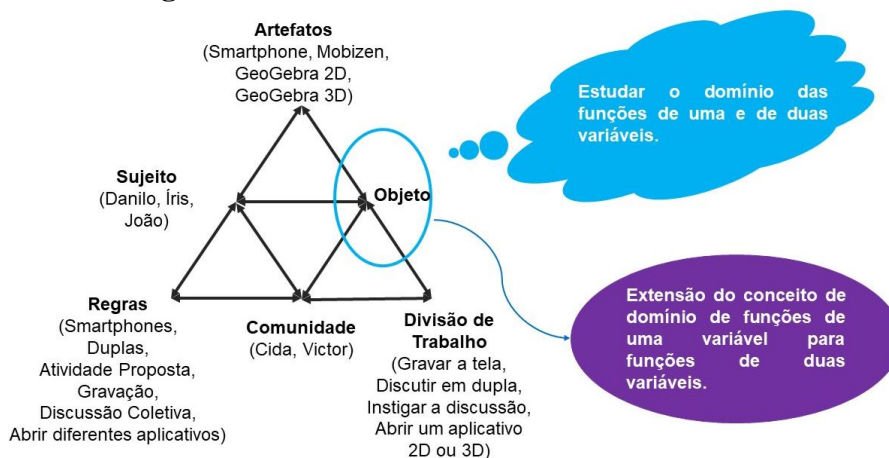 Artefatos
(Smartphone, Mobizen,
GeoGebra 2D,
GeoGebra 3D)
Estudar o domínio das
funções de uma e de duas
variáveis.
Sujeito
(Danilo, Íris,
João)
Objeto
Regras
(Smartphones,
Duplas,
Atividade Proposta,
Gravação,
Discussão Coletiva,
Abrir diferentes aplicativos)
Comunidade
(Cida, Victor)
Divisão de
Trabalho
(Gravar a tela,
Discutir em dupla,
Instigar a discussão,
Abrir um aplicativo
2D ou 3D)
Extensão do conceito de
domínio de funções de
uma variável para
funções de duas
variáveis.